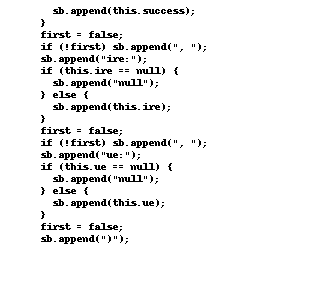 sb.append(this.success);
}
first = false;
if (!first) sb.append(", ");
sb.append("ire:");
if (this.ire == null) {
sb.append("null");
} else {
sb.append(this.ire);
}
first = false;
if (!first) sb.append(", ");
sb.append("ue:");
if (this.ue == null) {
sb.append("null");
} else {
sb.append(this.ue);
}
first = false;
sb.append(")");